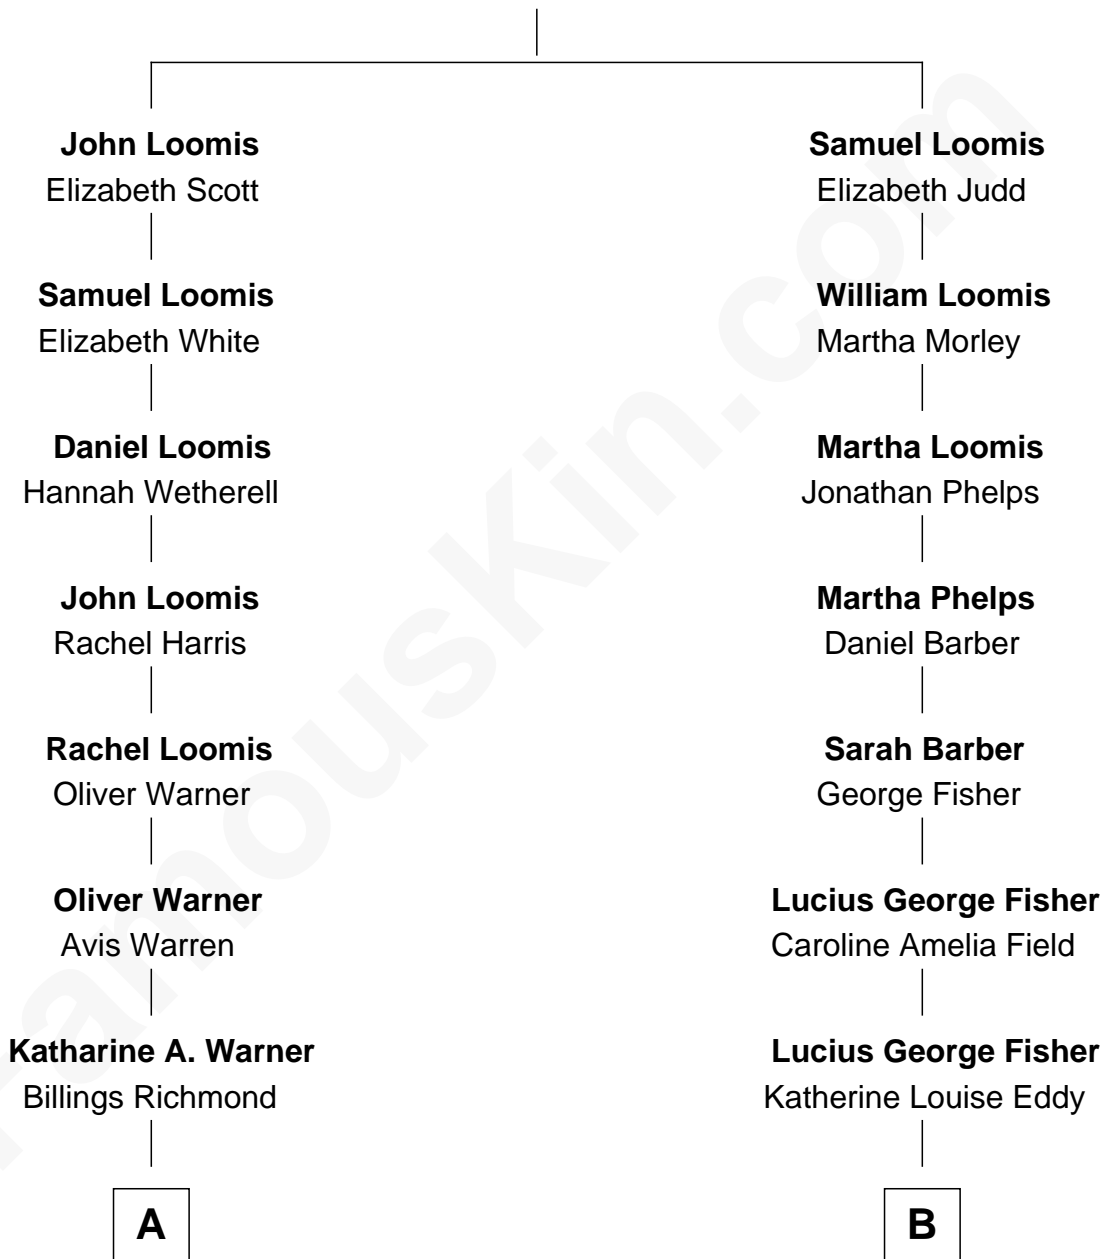 John Loomis
Elizabeth Scott
Samuel Loomis
Elizabeth White
Daniel Loomis
Hannah Wetherell
John Loomis
Rachel Harris
Rachel Loomis
Oliver Warner
Oliver Warner
Avis Warren
Katharine A. Warner
Billings Richmond
A
Samuel Loomis
Elizabeth Judd
William Loomis
Martha Morley
Martha Loomis
Jonathan Phelps
Martha Phelps
Daniel Barber
Sarah Barber
George Fisher
Lucius George Fisher
Caroline Amelia Field
Lucius George Fisher
Katherine Louise Eddy
B
FamousKin.com